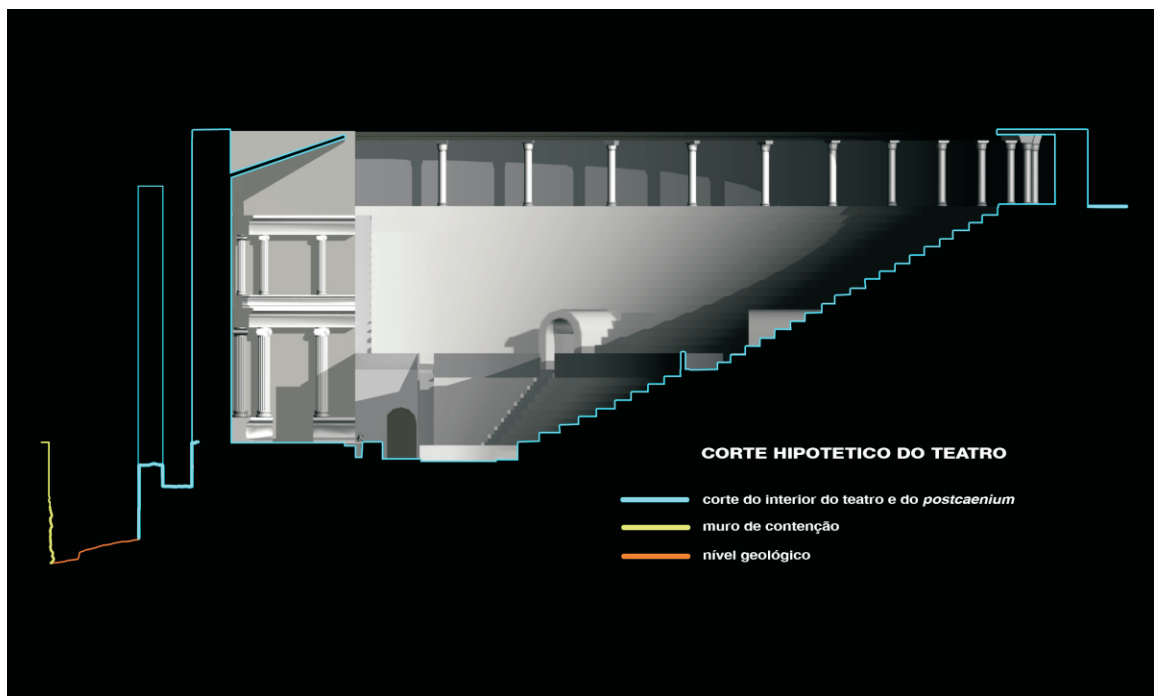 CORTE HIPOTETICO DO TEATRO
corte do interior do teatro e do postcaenium
muro de contenção
nível geológico